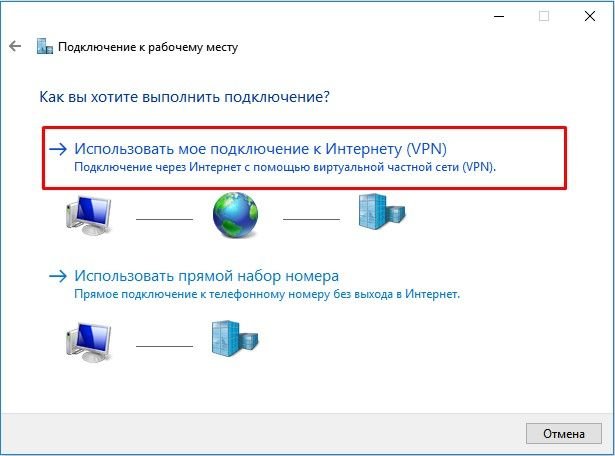 Подключение к рабочему месту
Как вы хотите выполнить подключение?
Использовать мое подключение к Интернету (VPN)
Подключение через Интернет с помощью виртуальной частной сети (VPN).
Использовать прямой набор номера
Прямое подключение к телефонному номеру без выхода в Интернет.
Отмена